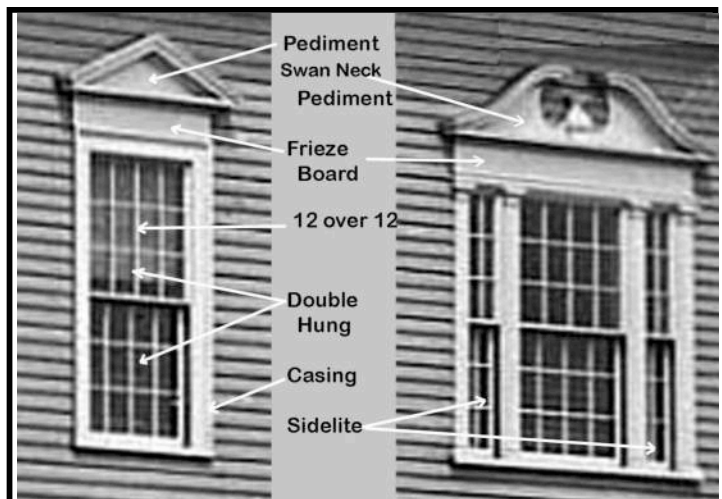 Pediment
Swan Neck
Pediment
Frieze
Board
12 over 12
Double
Hung
Casing
Sidelite